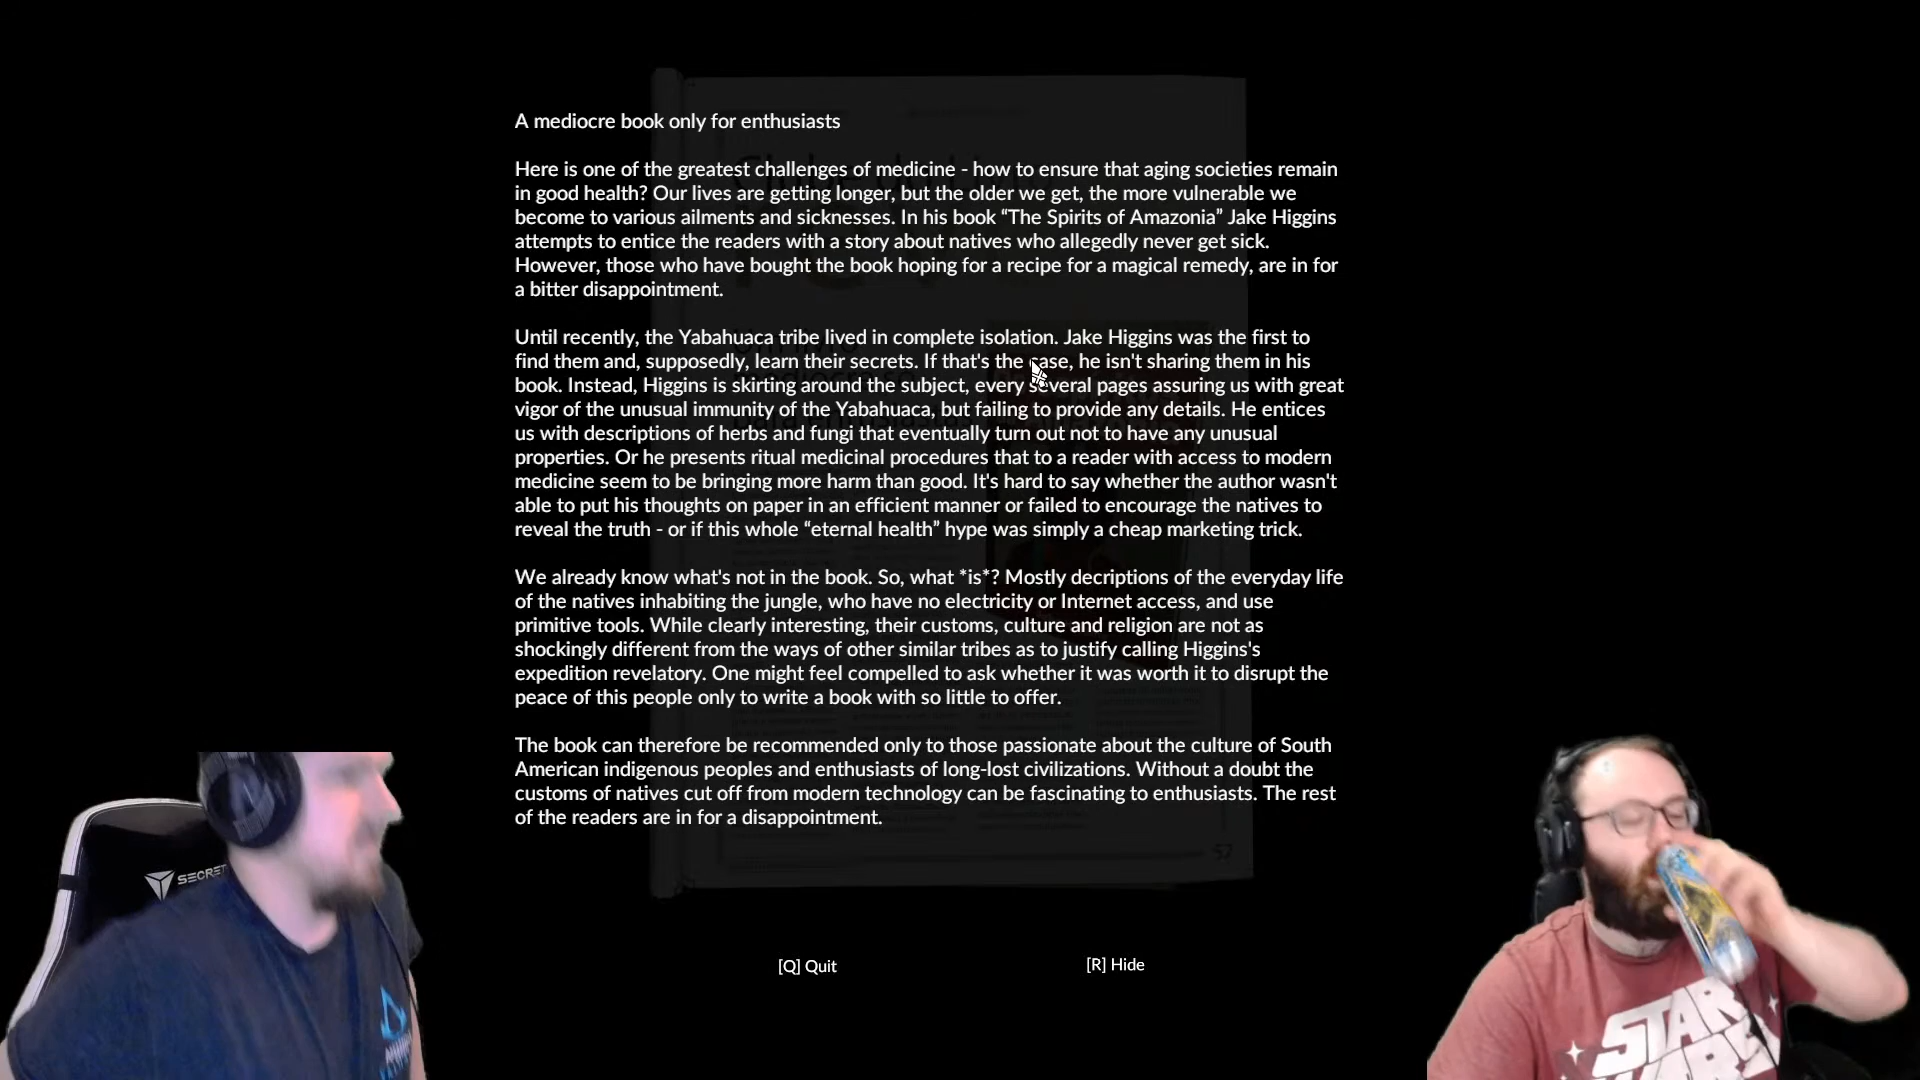 A mediocre book only for enthusiasts
Here is one of the greatest challenges of medicine - how to ensure that aging societies remain
in good health? Our lives are getting longer, but the older we get, the more vulnerable we
become to various ailments and sicknesses. In his book “The Spirits of Amazonia” Jake Higgins
attempts to entice the readers with a story about natives who allegedly never get sick.
However, those who have bought the book hoping for a recipe for a magical remedy, are in for
a bitter disappointment.
Until recently, the Yabahuaca tribe lived in complete isolation. Jake Higgins was the first to
find them and, supposedly, learn their secrets. If that's the case, he isn't sharing them in his
book. Instead, Higgins is skirting around the subject, every several pages assuring us with great
vigor of the unusual immunity of the Yabahuaca, but failing to provide any details. He entices
us with descriptions of herbs and fungi that eventually turn out not to have any unusual
properties. Or he presents ritual medicinal procedures that to a reader with access to modern
medicine seem to be bringing more harm than good. It's hard to say whether the author wasn't
able to put his thoughts on paper in an efficient manner or failed to encourage the natives to
reveal the truth - or if this whole “eternal health” hype was simply a cheap marketing trick.
We already know what's not in the book. So, what *is*? Mostly decriptions of the everyday life
of the natives inhabiting the jungle, who have no electricity or Internet access, and use
primitive tools. While clearly interesting, their customs, culture and religion are not as
shockingly different from the ways of other similar tribes as to justify calling Higgins's
expedition revelatory. One might feel compelled to ask whether it was worth it to disrupt the
peace of this people only to write a book with so little to offer.
The book can therefore be recommended only to those passionate about the culture of South
American indigenous peoples and enthusiasts of long-lost civilizations. Without a doubt the
customs of natives cut off from modern technology can be fascinating to enthusiasts. The rest
of the readers are in for a disappointment.
57
SECRET
[Q] Quit
[R] Hide
STAR
WARS